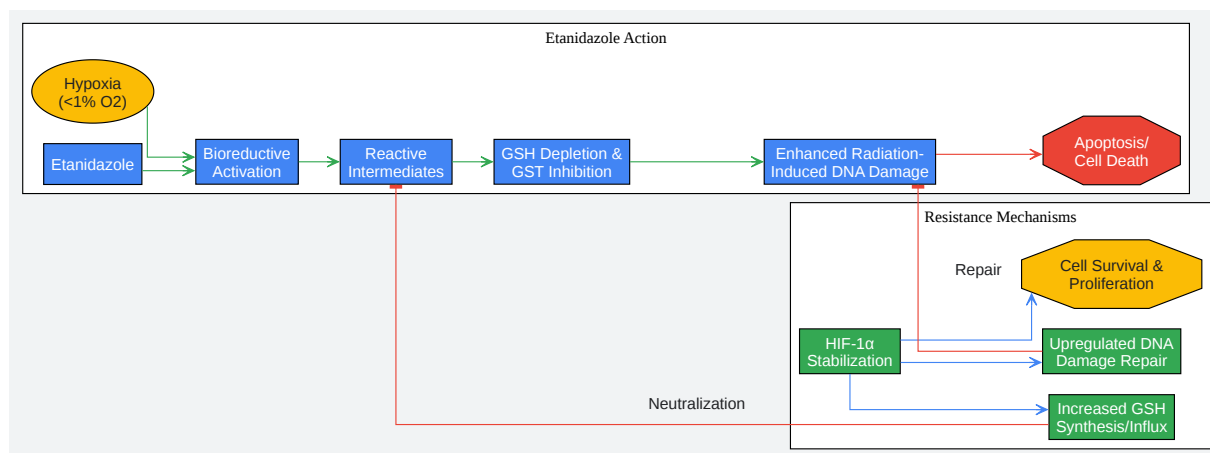 Etanidazole Action
Hypoxia
(<1% O2)
Etanidazole
Bioreductive
Activation
Reactive
Intermediates
GSH Depletion &
GST Inhibition
Enhanced Radiation-
Induced DNA Damage
Apoptosis/
Cell Death
Resistance Mechanisms
Repair
Cell Survival &
Proliferation
HIF-1α
Stabilization
Upregulated DNA
Damage Repair
Neutralization
Increased GSH
Synthesis/Influx